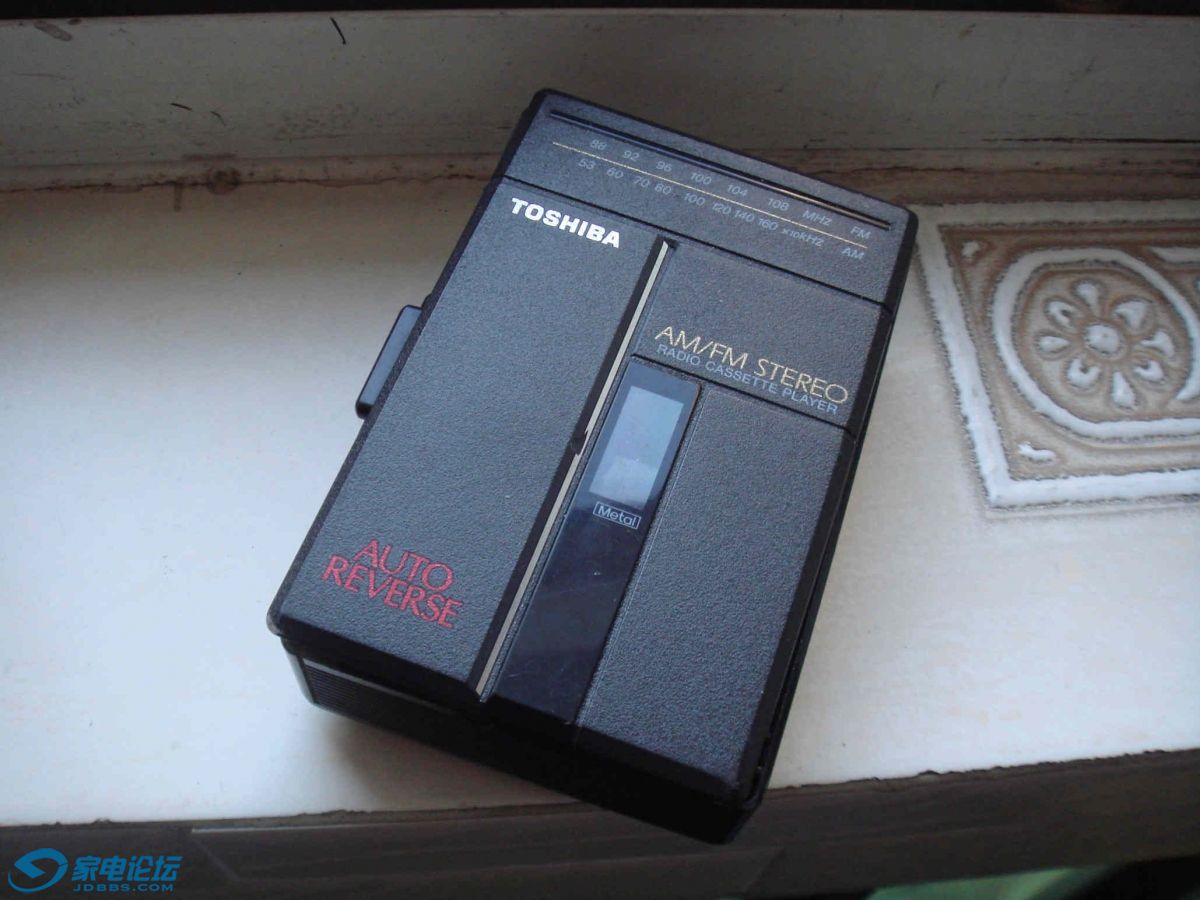 88 92 96 100 104 108 MHz FM
53 60 70 80 100 120 140 160 ×10kHz AM
TOSHIBA
AM/FM STEREO
RADIO CASSETTE PLAYER
Metal
AUTO
REVERSE
家电论坛
JDBBS.COM